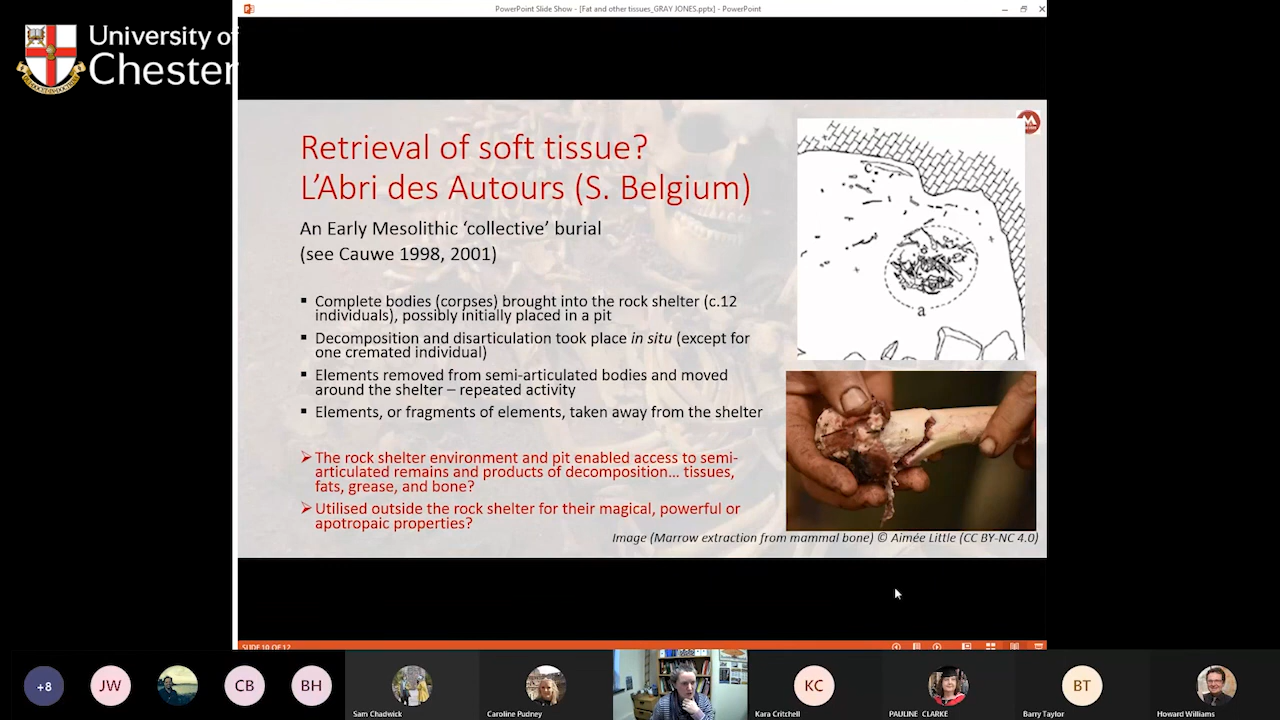 PowerPoint Slide Show - [Fat and other tissues_GRAY JONES.pptx] - PowerPoint
University of
Chester
Retrieval of soft tissue?
L'Abri des Autours (S. Belgium)
An Early Mesolithic 'collective' burial
(see Cauwe 1998, 2001)
▪ Complete bodies (corpses) brought into the rock shelter (c.12
individuals), possibly initially placed in a pit
▪ Decomposition and disarticulation took place in situ (except for
one cremated individual)
▪ Elements removed from semi-articulated bodies and moved
around the shelter – repeated activity
▪ Elements, or fragments of elements, taken away from the shelter
➢ The rock shelter environment and pit enabled access to semi-
articulated remains and products of decomposition... tissues,
fats, grease, and bone?
➢ Utilised outside the rock shelter for their magical, powerful or
apotropaic properties?
c
a
Image (Marrow extraction from mammal bone) © Aimée Little (CC BY-NC 4.0)
SLIDE 10 OF 12
+8
JW
CB
BH
Sam Chadwick
Caroline Pudney
KC
Kara Critchell
PAULINE CLARKE
BT
Barry Taylor
Howard Williams